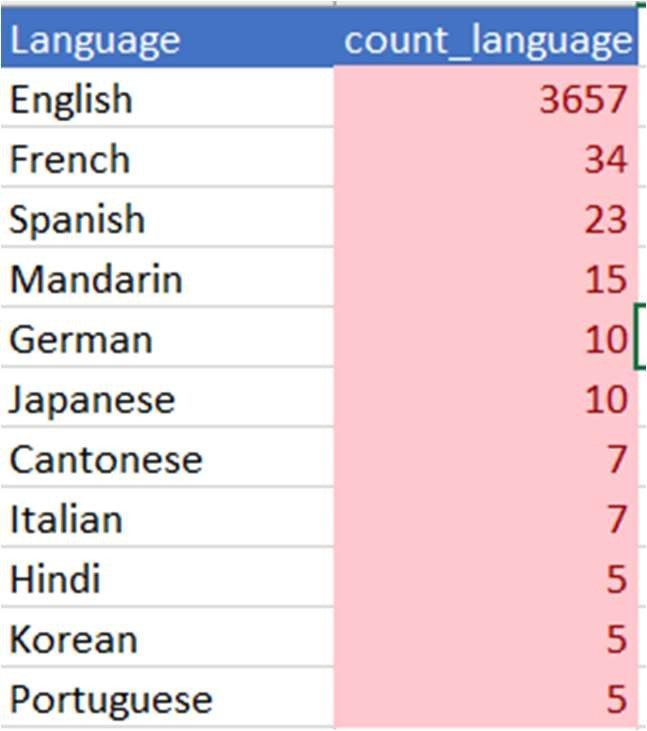 Language count_language
English 3657
French 34
Spanish 23
Mandarin 15
German 10
Japanese 10
Cantonese 7
Italian 7
Hindi 5
Korean 5
Portuguese 5